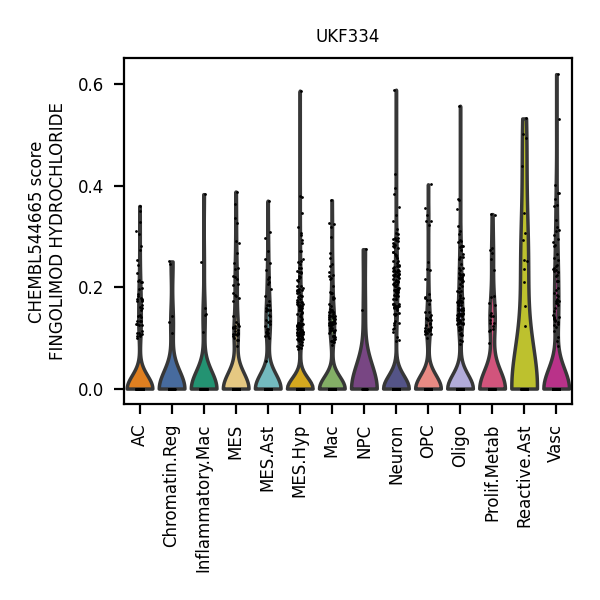 UKF334
CHEMBL544665 score
FINGOLIMOD HYDROCHLORIDE
0.6
0.4
0.2
0.0
AC
Chromatin.Reg
Inflammatory.Mac
MES
MES.Ast
MES.Hyp
Mac
NPC
Neuron
OPC
Oligo
Prolif.Metab
Reactive.Ast
Vasc